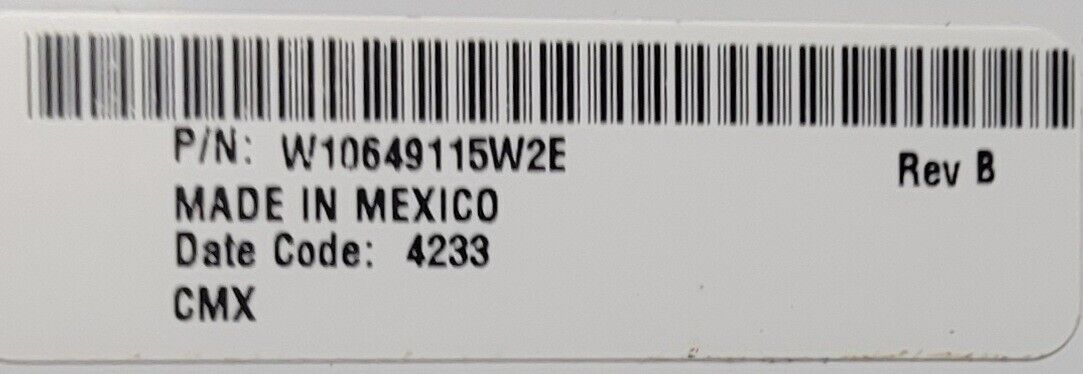 P/N: W10649115W2E
Rev B
MADE IN MEXICO
Date Code: 4233
CMX